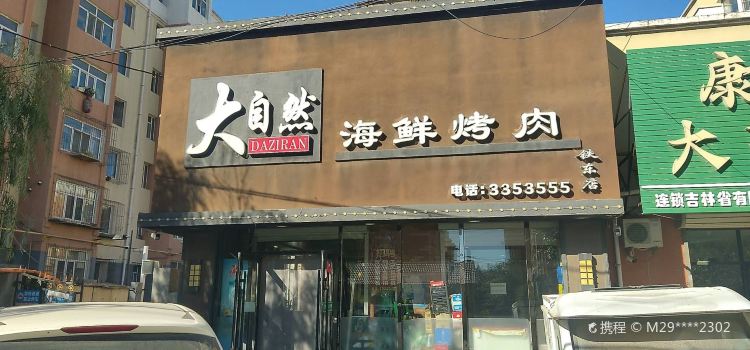 大自然
DAZIRAN
海鲜烤肉
铁东店
电话:3353555
康
大
连锁吉林省有
携程 © M29****2302